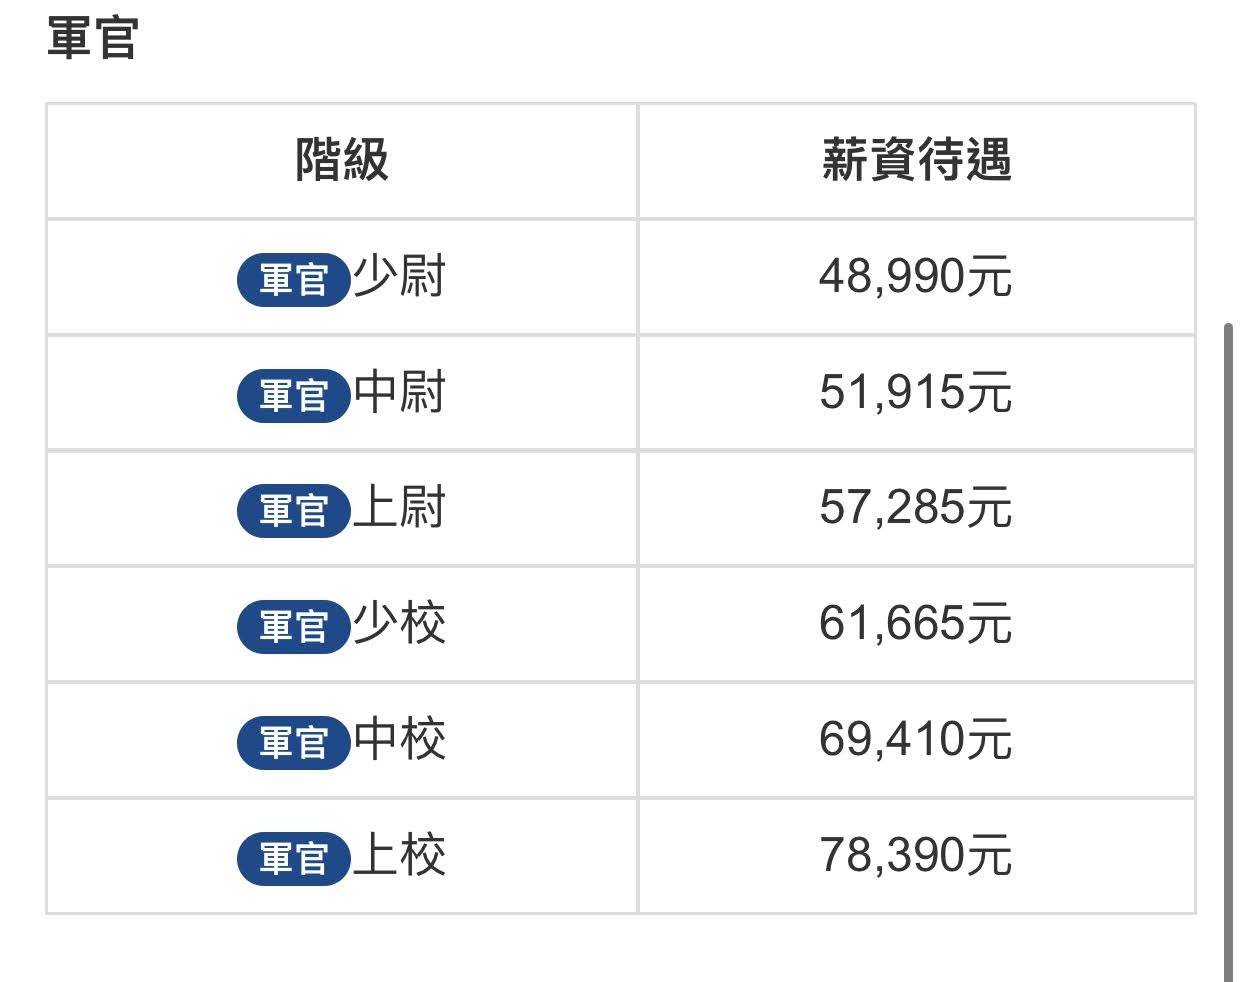 軍官
階級 薪資待遇
軍官少尉 48,990元
軍官中尉 51,915元
軍官上尉 57,285元
軍官少校 61,665元
軍官中校 69,410元
軍官上校 78,390元